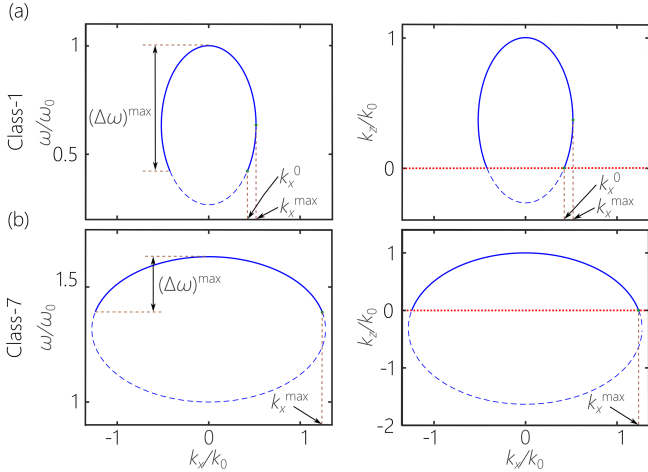 (a)
Class-1
ω/ω₀
1
0.5
(Δω)ᵐᵃˣ
kₓ⁰
kₓᵐᵃˣ
k_z/k₀
1
0
kₓ⁰
kₓᵐᵃˣ
(b)
Class-7
ω/ω₀
1.5
1
(Δω)ᵐᵃˣ
kₓᵐᵃˣ
-1
0
1
kₓ/k₀
k_z/k₀
1
0
-1
-2
kₓᵐᵃˣ
-1
0
1
kₓ/k₀